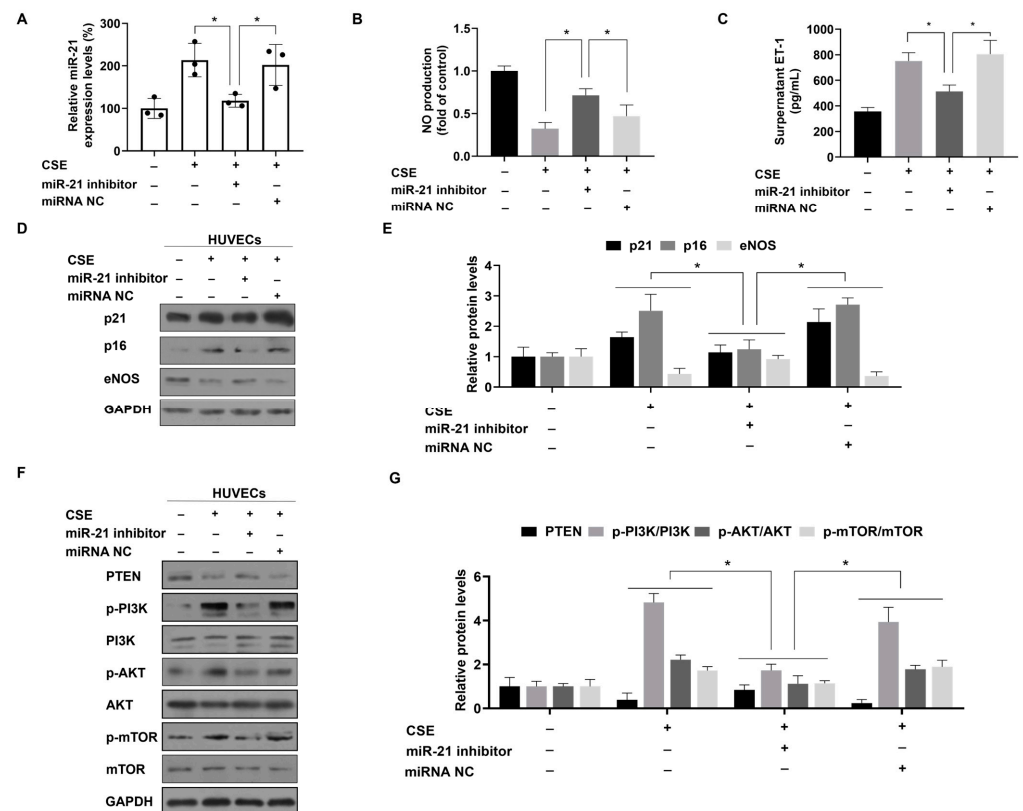 A
Relative miR-21
expression levels (%)
300
200
100
0
* *
CSE – + + +
miR-21 inhibitor – – + –
miRNA NC – – – +
B
NO production
(fold of control)
1.5
1.0
0.5
0.0
* *
CSE – + + +
miR-21 inhibitor – – + –
miRNA NC – – – +
C
Surpernatant ET-1
(pg/mL)
1000
800
600
400
200
0
* *
CSE – + + +
miR-21 inhibitor – – + –
miRNA NC – – – +
D
HUVECs
CSE – + + +
miR-21 inhibitor – – + –
miRNA NC – – – +
p21
p16
eNOS
GAPDH
E
p21 p16 eNOS
Relative protein levels
4
3
2
1
0
* *
CSE – + + +
miR-21 inhibitor – – + –
miRNA NC – – – +
F
HUVECs
CSE – + + +
miR-21 inhibitor – – + –
miRNA NC – – – +
PTEN
p-PI3K
PI3K
p-AKT
AKT
p-mTOR
mTOR
GAPDH
G
PTEN p-PI3K/PI3K p-AKT/AKT p-mTOR/mTOR
Relative protein levels
6
4
2
0
* *
CSE – + + +
miR-21 inhibitor – – + –
miRNA NC – – – +